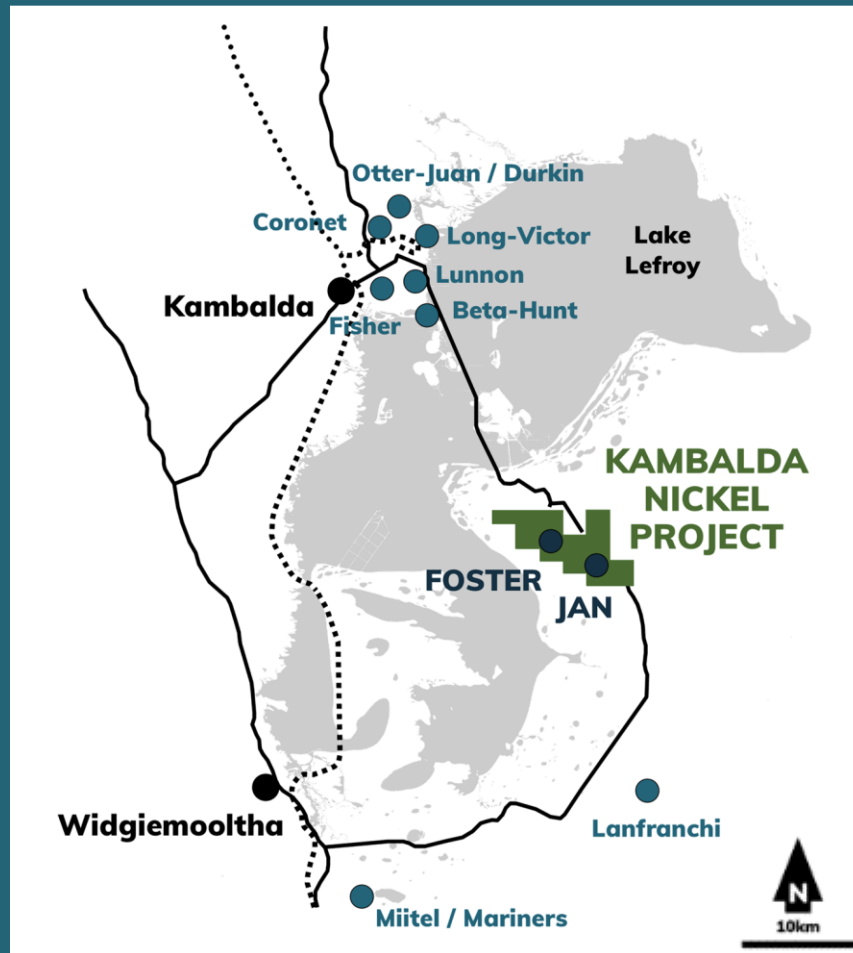 Otter-Juan / Durkin
Coronet
Long-Victor
Lake
Lefroy
Lunnon
Kambalda
Beta-Hunt
Fisher
KAMBALDA
NICKEL
PROJECT
FOSTER
JAN
Widgiemooltha
Lanfranchi
N
Miitel / Mariners
10km